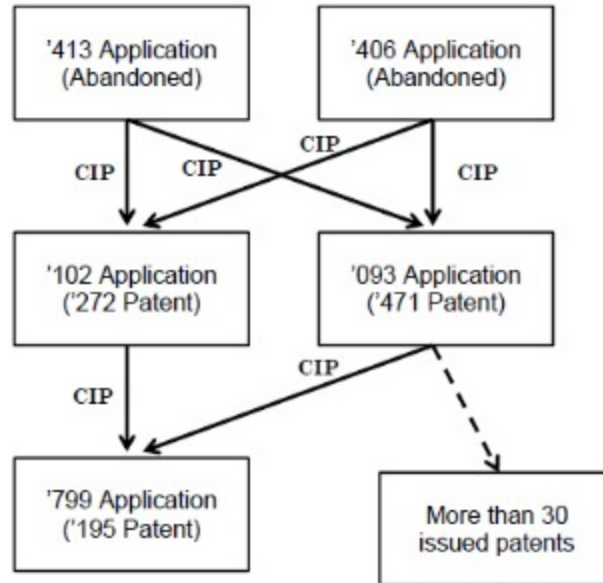 ’413 Application
(Abandoned)
’406 Application
(Abandoned)
CIP
CIP
CIP
CIP
’102 Application
(’272 Patent)
’093 Application
(’471 Patent)
CIP
CIP
’799 Application
(’195 Patent)
More than 30
issued patents